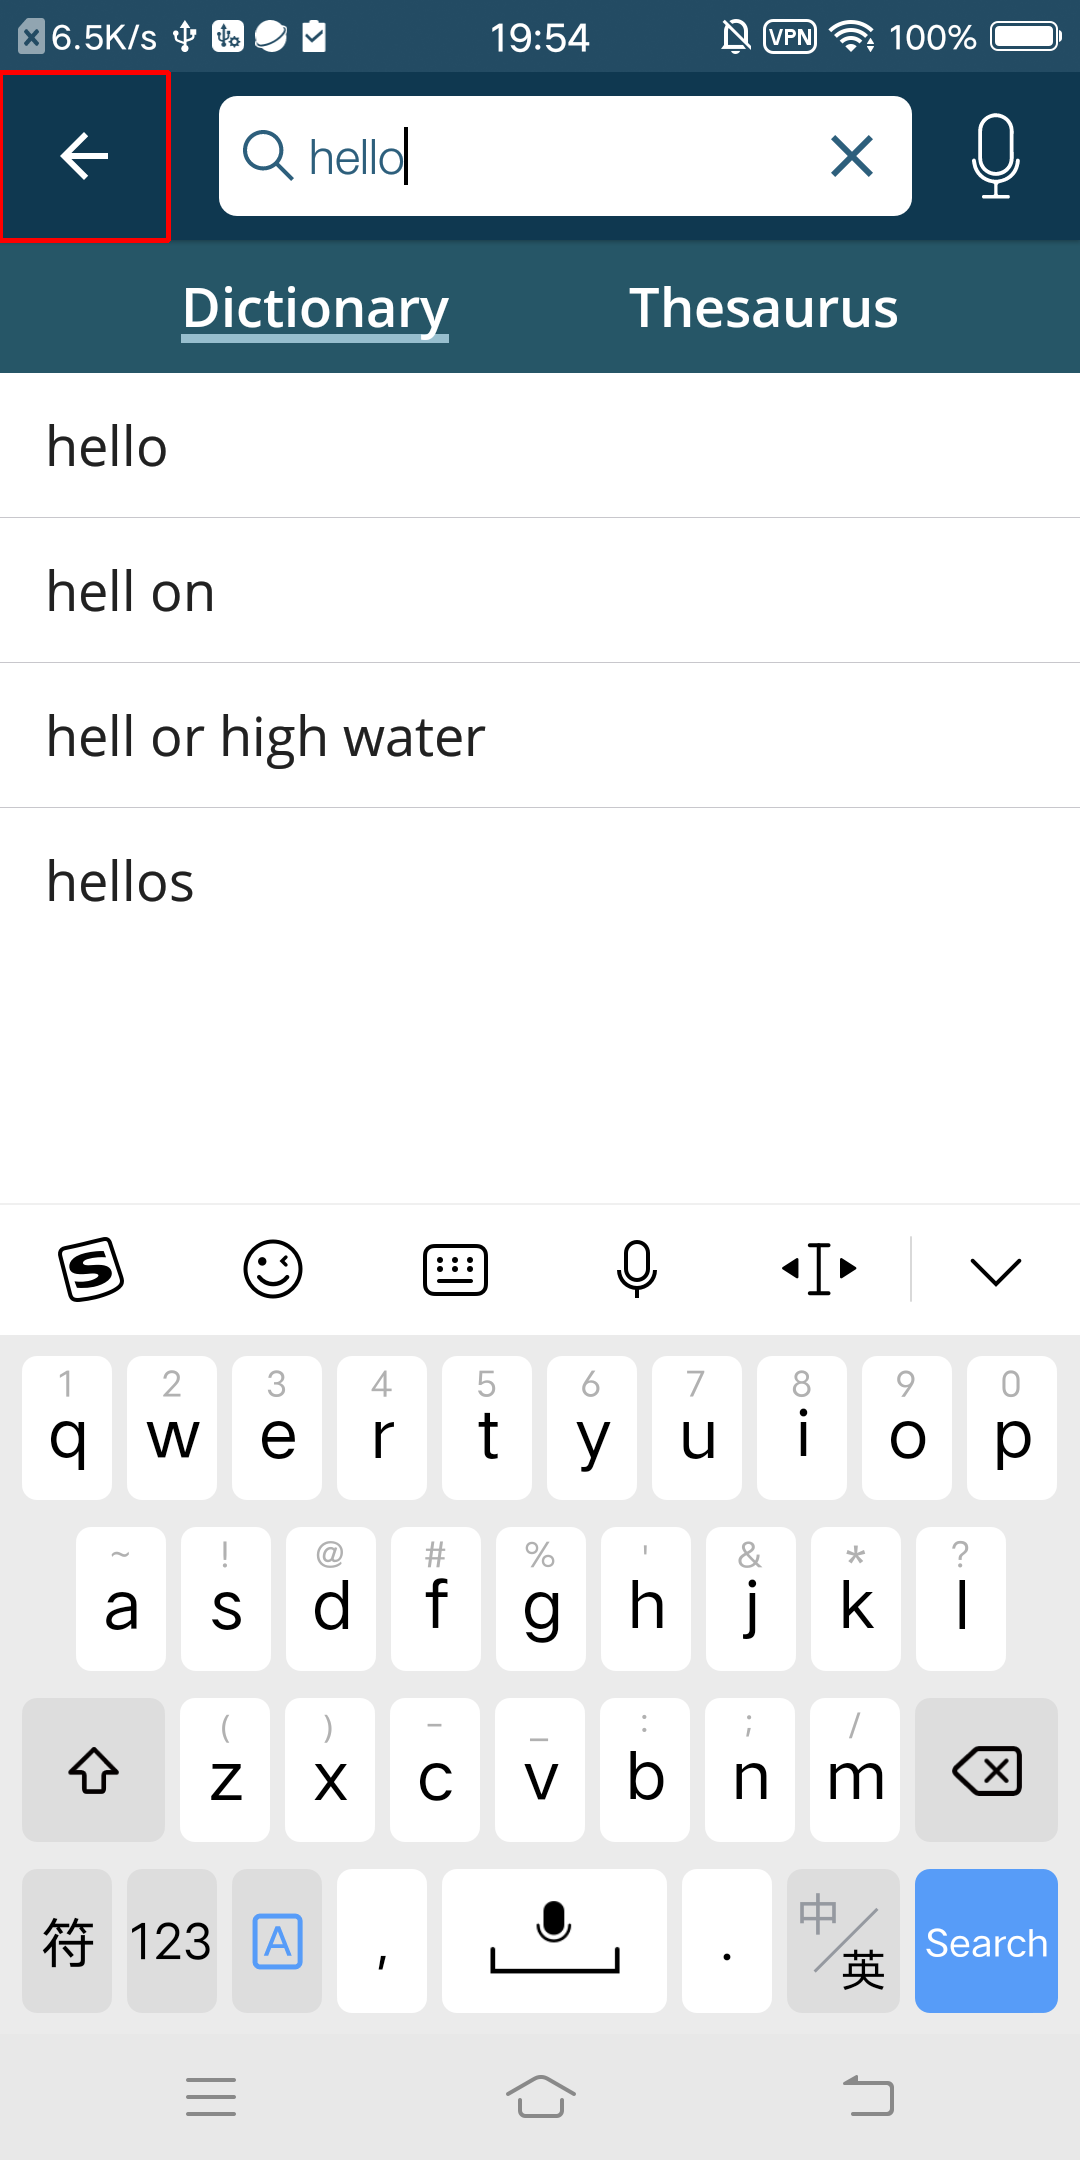 6.5K/s 19:54 VPN 100%
hello
Dictionary Thesaurus
hello
hell on
hell or high water
hellos
1 2 3 4 5 6 7 8 9 0
q w e r t y u i o p
~ ! @ # % ' & * ?
a s d f g h j k l
( ) - _ : ; /
z x c v b n m
符 123 A , . 中/英 Search